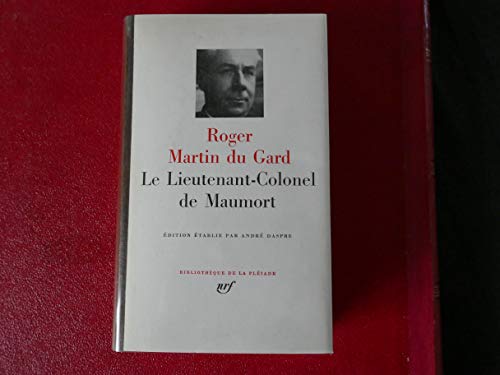 Roger
Martin du Gard
Le Lieutenant-Colonel
de Maumort
ÉDITION ÉTABLIE PAR ANDRÉ DASPRE
BIBLIOTHÈQUE DE LA PLÉIADE
nrf